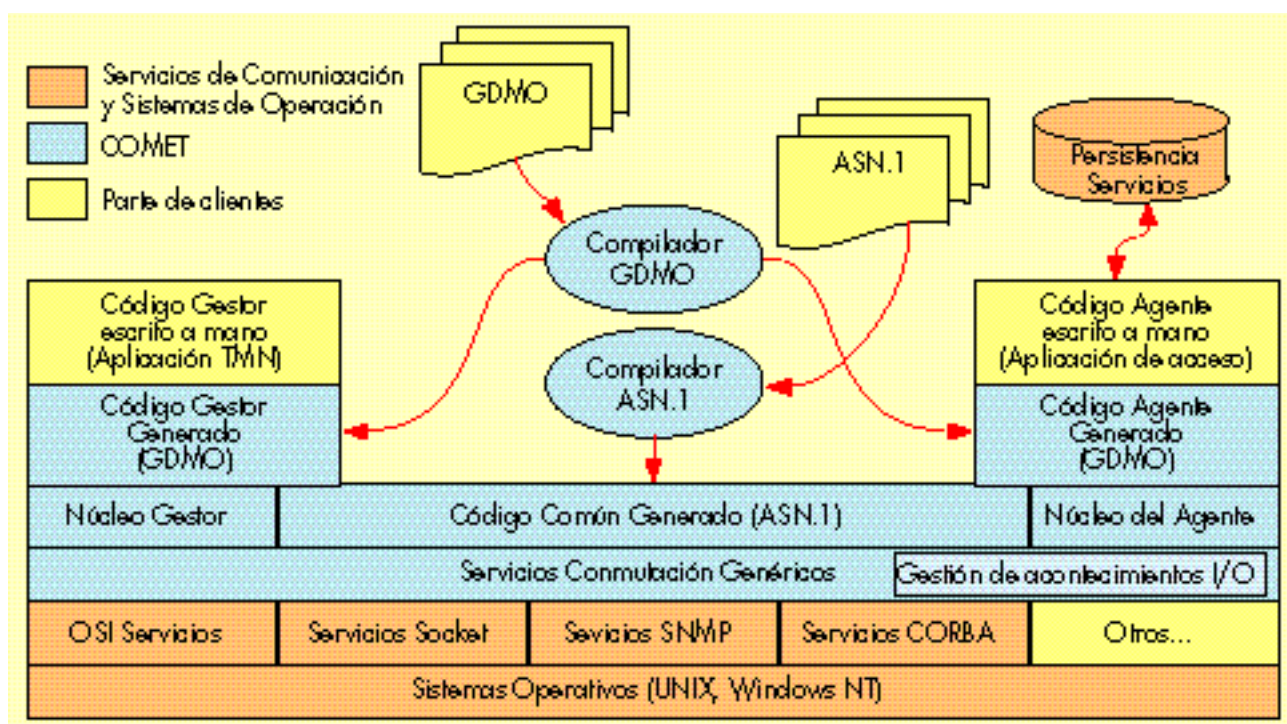 Servicios de Comunicación
y Sistemas de Operación
COMET
Parte de clientes
GDMO
ASN.1
Persistencia
Servicios
Compilador
GDMO
Compilador
ASN.1
Código Gestor
escrito a mano
(Aplicación TMN)
Código Agente
escrito a mano
(Aplicación de acceso)
Código Gestor
Generado
(GDMO)
Código Agente
Generado
(GDMO)
Núcleo Gestor
Código Común Generado (ASN.1)
Núcleo del Agente
Servicios Conmutación Genéricos
Gestión de acontecimientos I/O
OSI Servicios
Servicios Socket
Sevicios SNMP
Servicios CORBA
Otros...
Sistemas Operativos (UNIX, Windows NT)